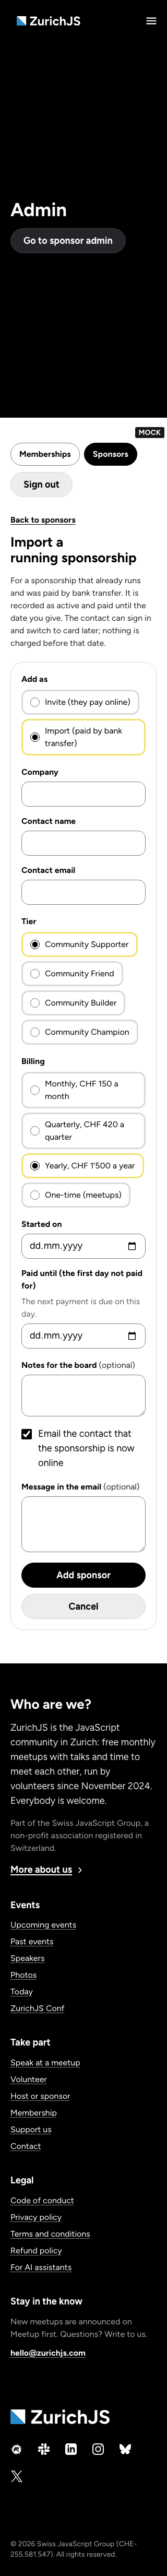 ZurichJS
Admin
Go to sponsor admin
MOCK
Memberships
Sponsors
Sign out
Back to sponsors
Import a
running sponsorship
For a sponsorship that already runs
and was paid by bank transfer. It is
recorded as active and paid until the
date you give. The contact can sign in
and switch to card later; nothing is
charged before that date.
Add as
Invite (they pay online)
Import (paid by bank
transfer)
Company
Contact name
Contact email
Tier
Community Supporter
Community Friend
Community Builder
Community Champion
Billing
Monthly, CHF 150 a
month
Quarterly, CHF 420 a
quarter
Yearly, CHF 1'500 a year
One-time (meetups)
Started on
dd.mm.yyyy
Paid until (the first day not paid
for)
The next payment is due on this
day.
dd.mm.yyyy
Notes for the board (optional)
Email the contact that
the sponsorship is now
online
Message in the email (optional)
Add sponsor
Cancel
Who are we?
ZurichJS is the JavaScript
community in Zurich: free monthly
meetups with talks and time to
meet each other, run by
volunteers since November 2024.
Everybody is welcome.
Part of the Swiss JavaScript Group, a
non-profit association registered in
Switzerland.
More about us
Events
Upcoming events
Past events
Speakers
Photos
Today
ZurichJS Conf
Take part
Speak at a meetup
Volunteer
Host or sponsor
Membership
Support us
Contact
Legal
Code of conduct
Privacy policy
Terms and conditions
Refund policy
For AI assistants
Stay in the know
New meetups are announced on
Meetup first. Questions? Write to us.
hello@zurichjs.com
ZurichJS
© 2026 Swiss JavaScript Group (CHE-
255.581.547). All rights reserved.